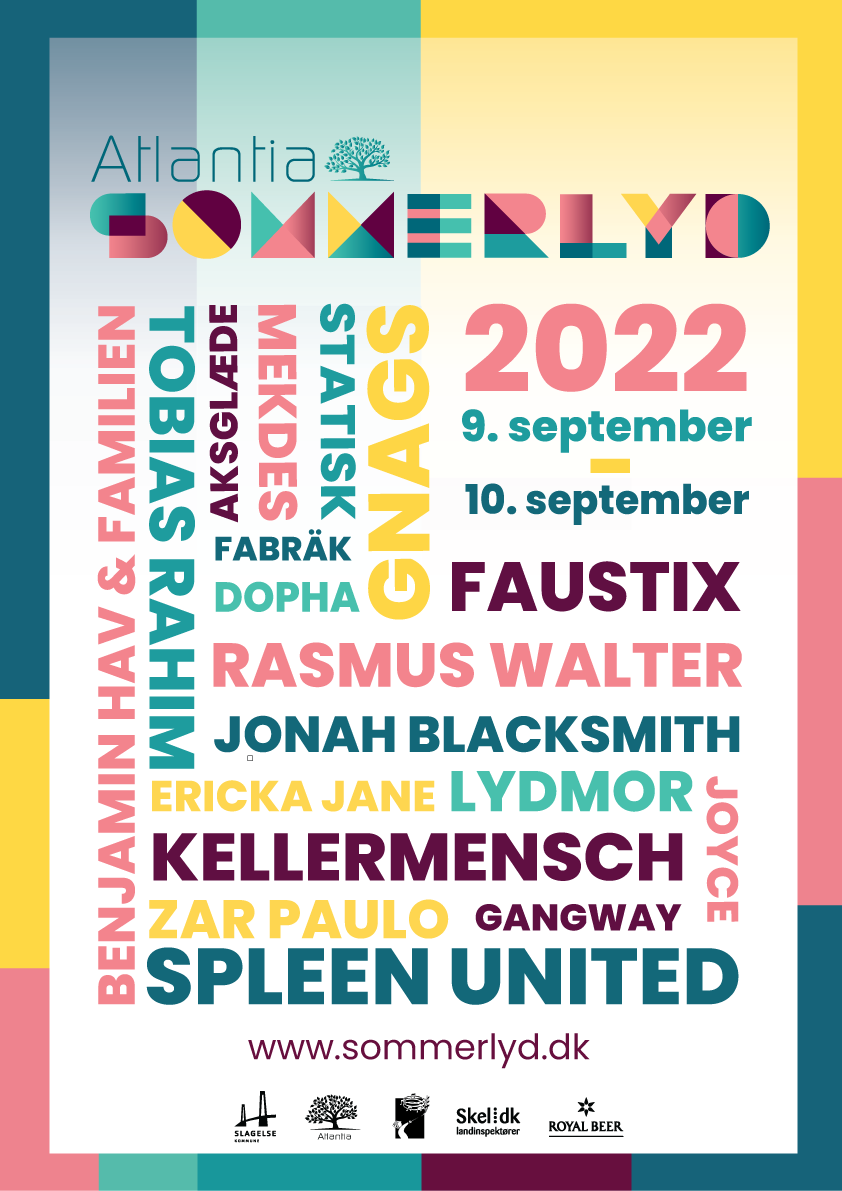 Atlantia
SOMMERLYD
BENJAMIN HAV & FAMILIEN
TOBIAS RAHIM
AKSGLÆDE
MEKDES
STATISK
GNAGS
2022
9. september
–
10. september
FABRÄK
DOPHA
FAUSTIX
RASMUS WALTER
JONAH BLACKSMITH
ERICKA JANE
LYDMOR
JOYCE
KELLERMENSCH
ZAR PAULO
GANGWAY
SPLEEN UNITED
www.sommerlyd.dk
SLAGELSE
KOMMUNE
Atlantia
Skel.dk
landinspektører
ROYAL BEER